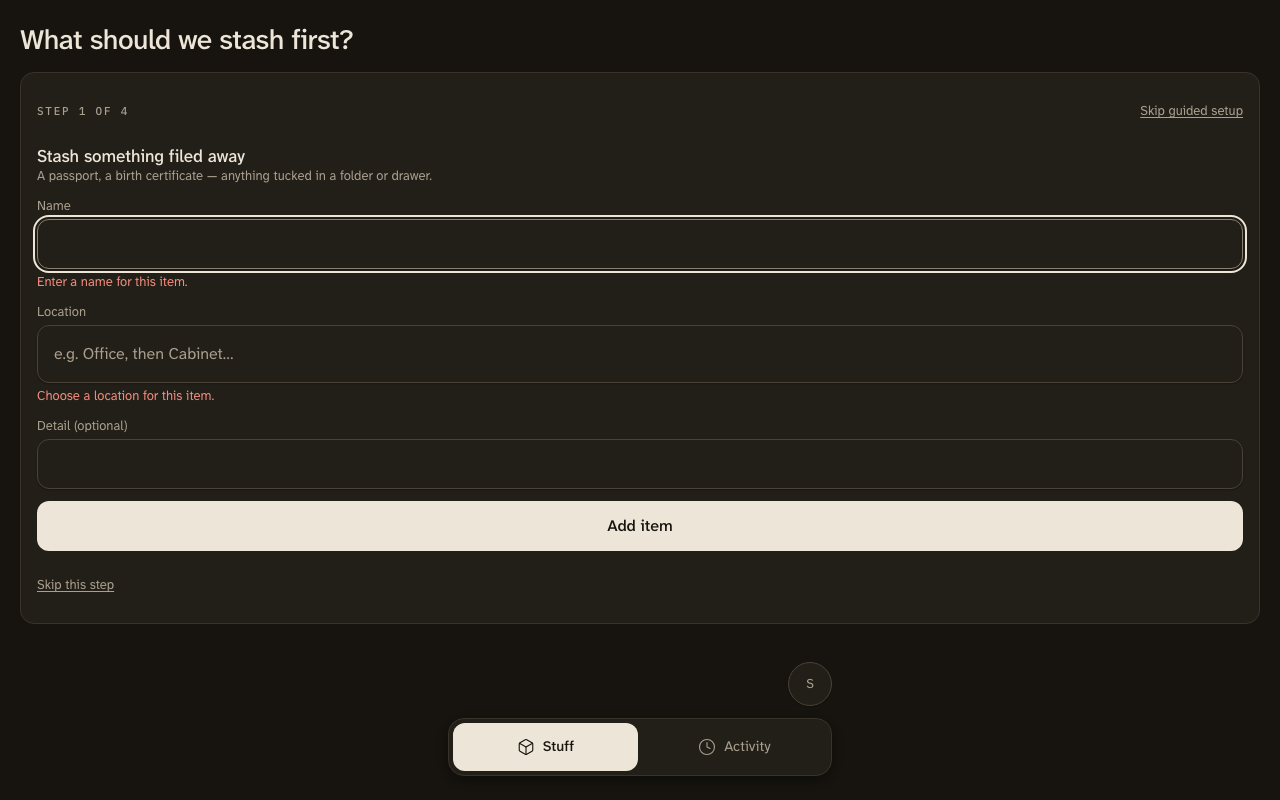 What should we stash first?
STEP 1 OF 4
Skip guided setup
Stash something filed away
A passport, a birth certificate — anything tucked in a folder or drawer.
Name
Enter a name for this item.
Location
e.g. Office, then Cabinet...
Choose a location for this item.
Detail (optional)
Add item
Skip this step
S
Stuff
Activity